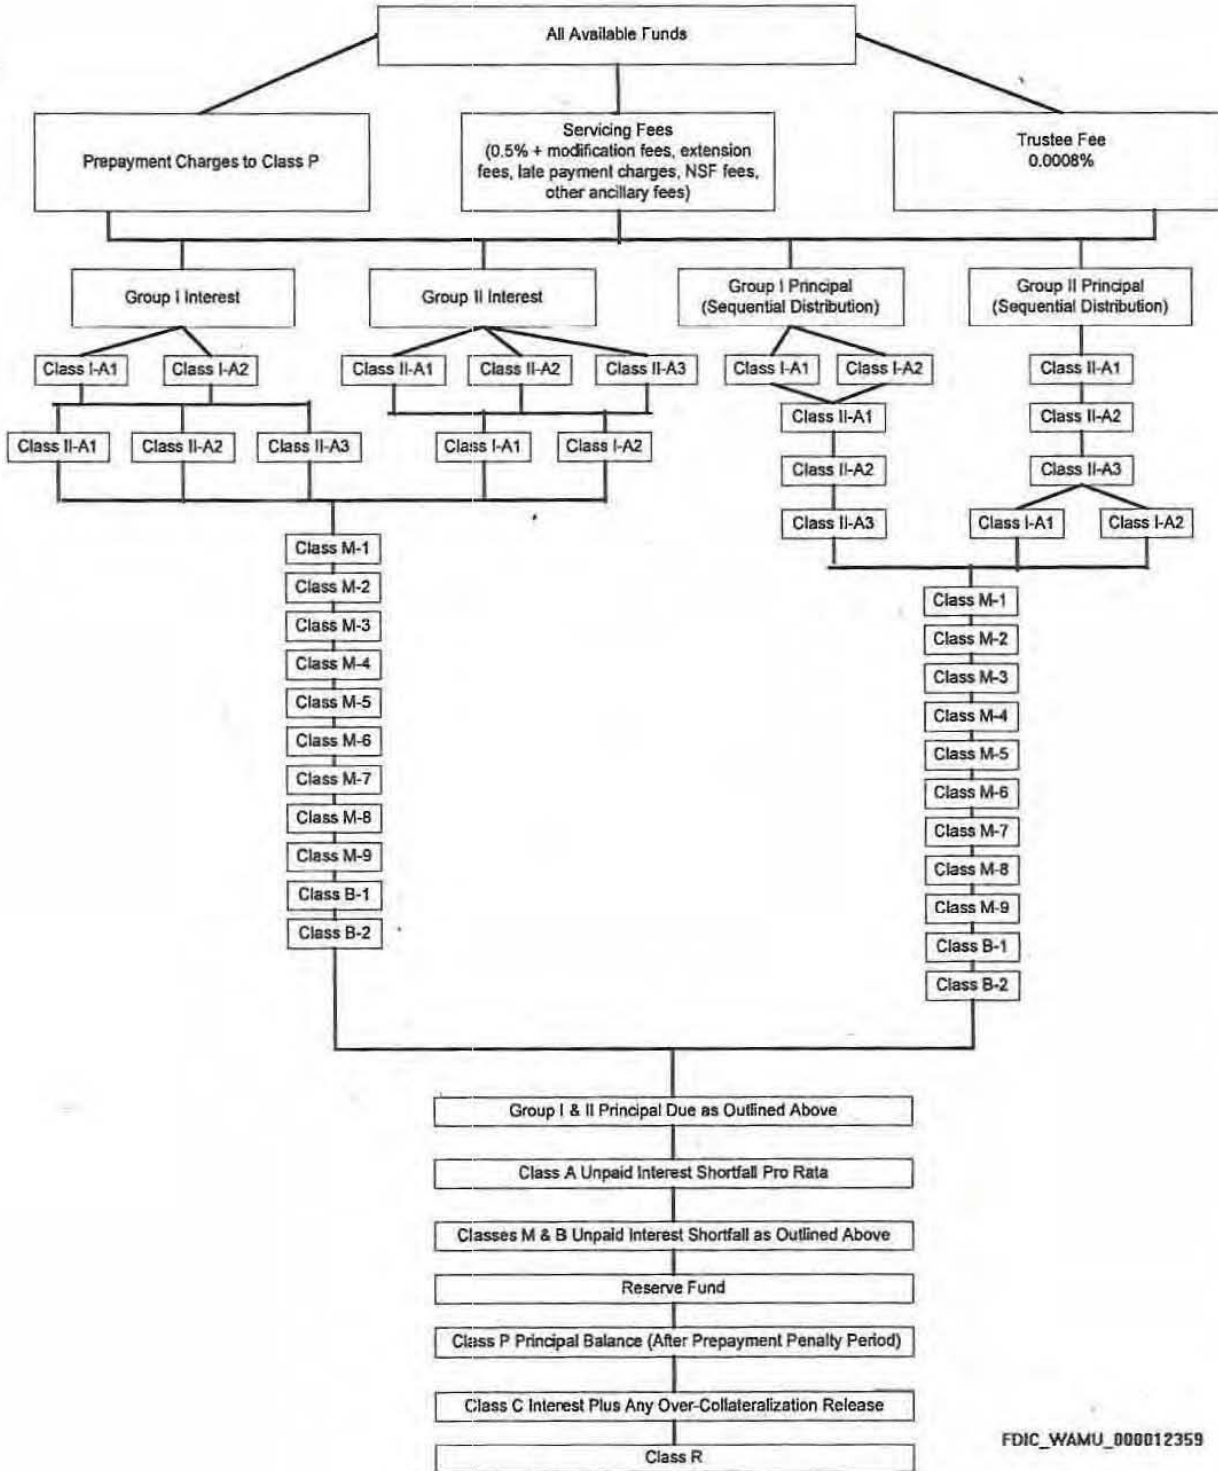 All Available Funds
Prepayment Charges to Class P
Servicing Fees
(0.5% + modification fees, extension
fees, late payment charges, NSF fees,
other ancillary fees)
Trustee Fee
0.0008%
Group I Interest
Group II Interest
Group I Principal
(Sequential Distribution)
Group II Principal
(Sequential Distribution)
Class I-A1
Class I-A2
Class II-A1
Class II-A2
Class II-A3
Class I-A1
Class I-A2
Class II-A1
Class II-A1
Class II-A2
Class II-A1
Class II-A2
Class II-A3
Class I-A1
Class I-A2
Class II-A2
Class II-A3
Class II-A3
Class I-A1
Class I-A2
Class M-1
Class M-2
Class M-3
Class M-4
Class M-5
Class M-6
Class M-7
Class M-8
Class M-9
Class B-1
Class B-2
Class M-1
Class M-2
Class M-3
Class M-4
Class M-5
Class M-6
Class M-7
Class M-8
Class M-9
Class B-1
Class B-2
Group I & II Principal Due as Outlined Above
Class A Unpaid Interest Shortfall Pro Rata
Classes M & B Unpaid Interest Shortfall as Outlined Above
Reserve Fund
Class P Principal Balance (After Prepayment Penalty Period)
Class C Interest Plus Any Over-Collateralization Release
Class R
FDIC_WAMU_000012359